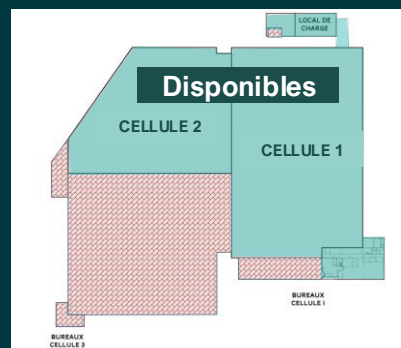 LOCAL DE
CHARGE
Disponibles
CELLULE 2
CELLULE 1
BUREAUX
CELLULE 1
BUREAUX
CELLULE 3